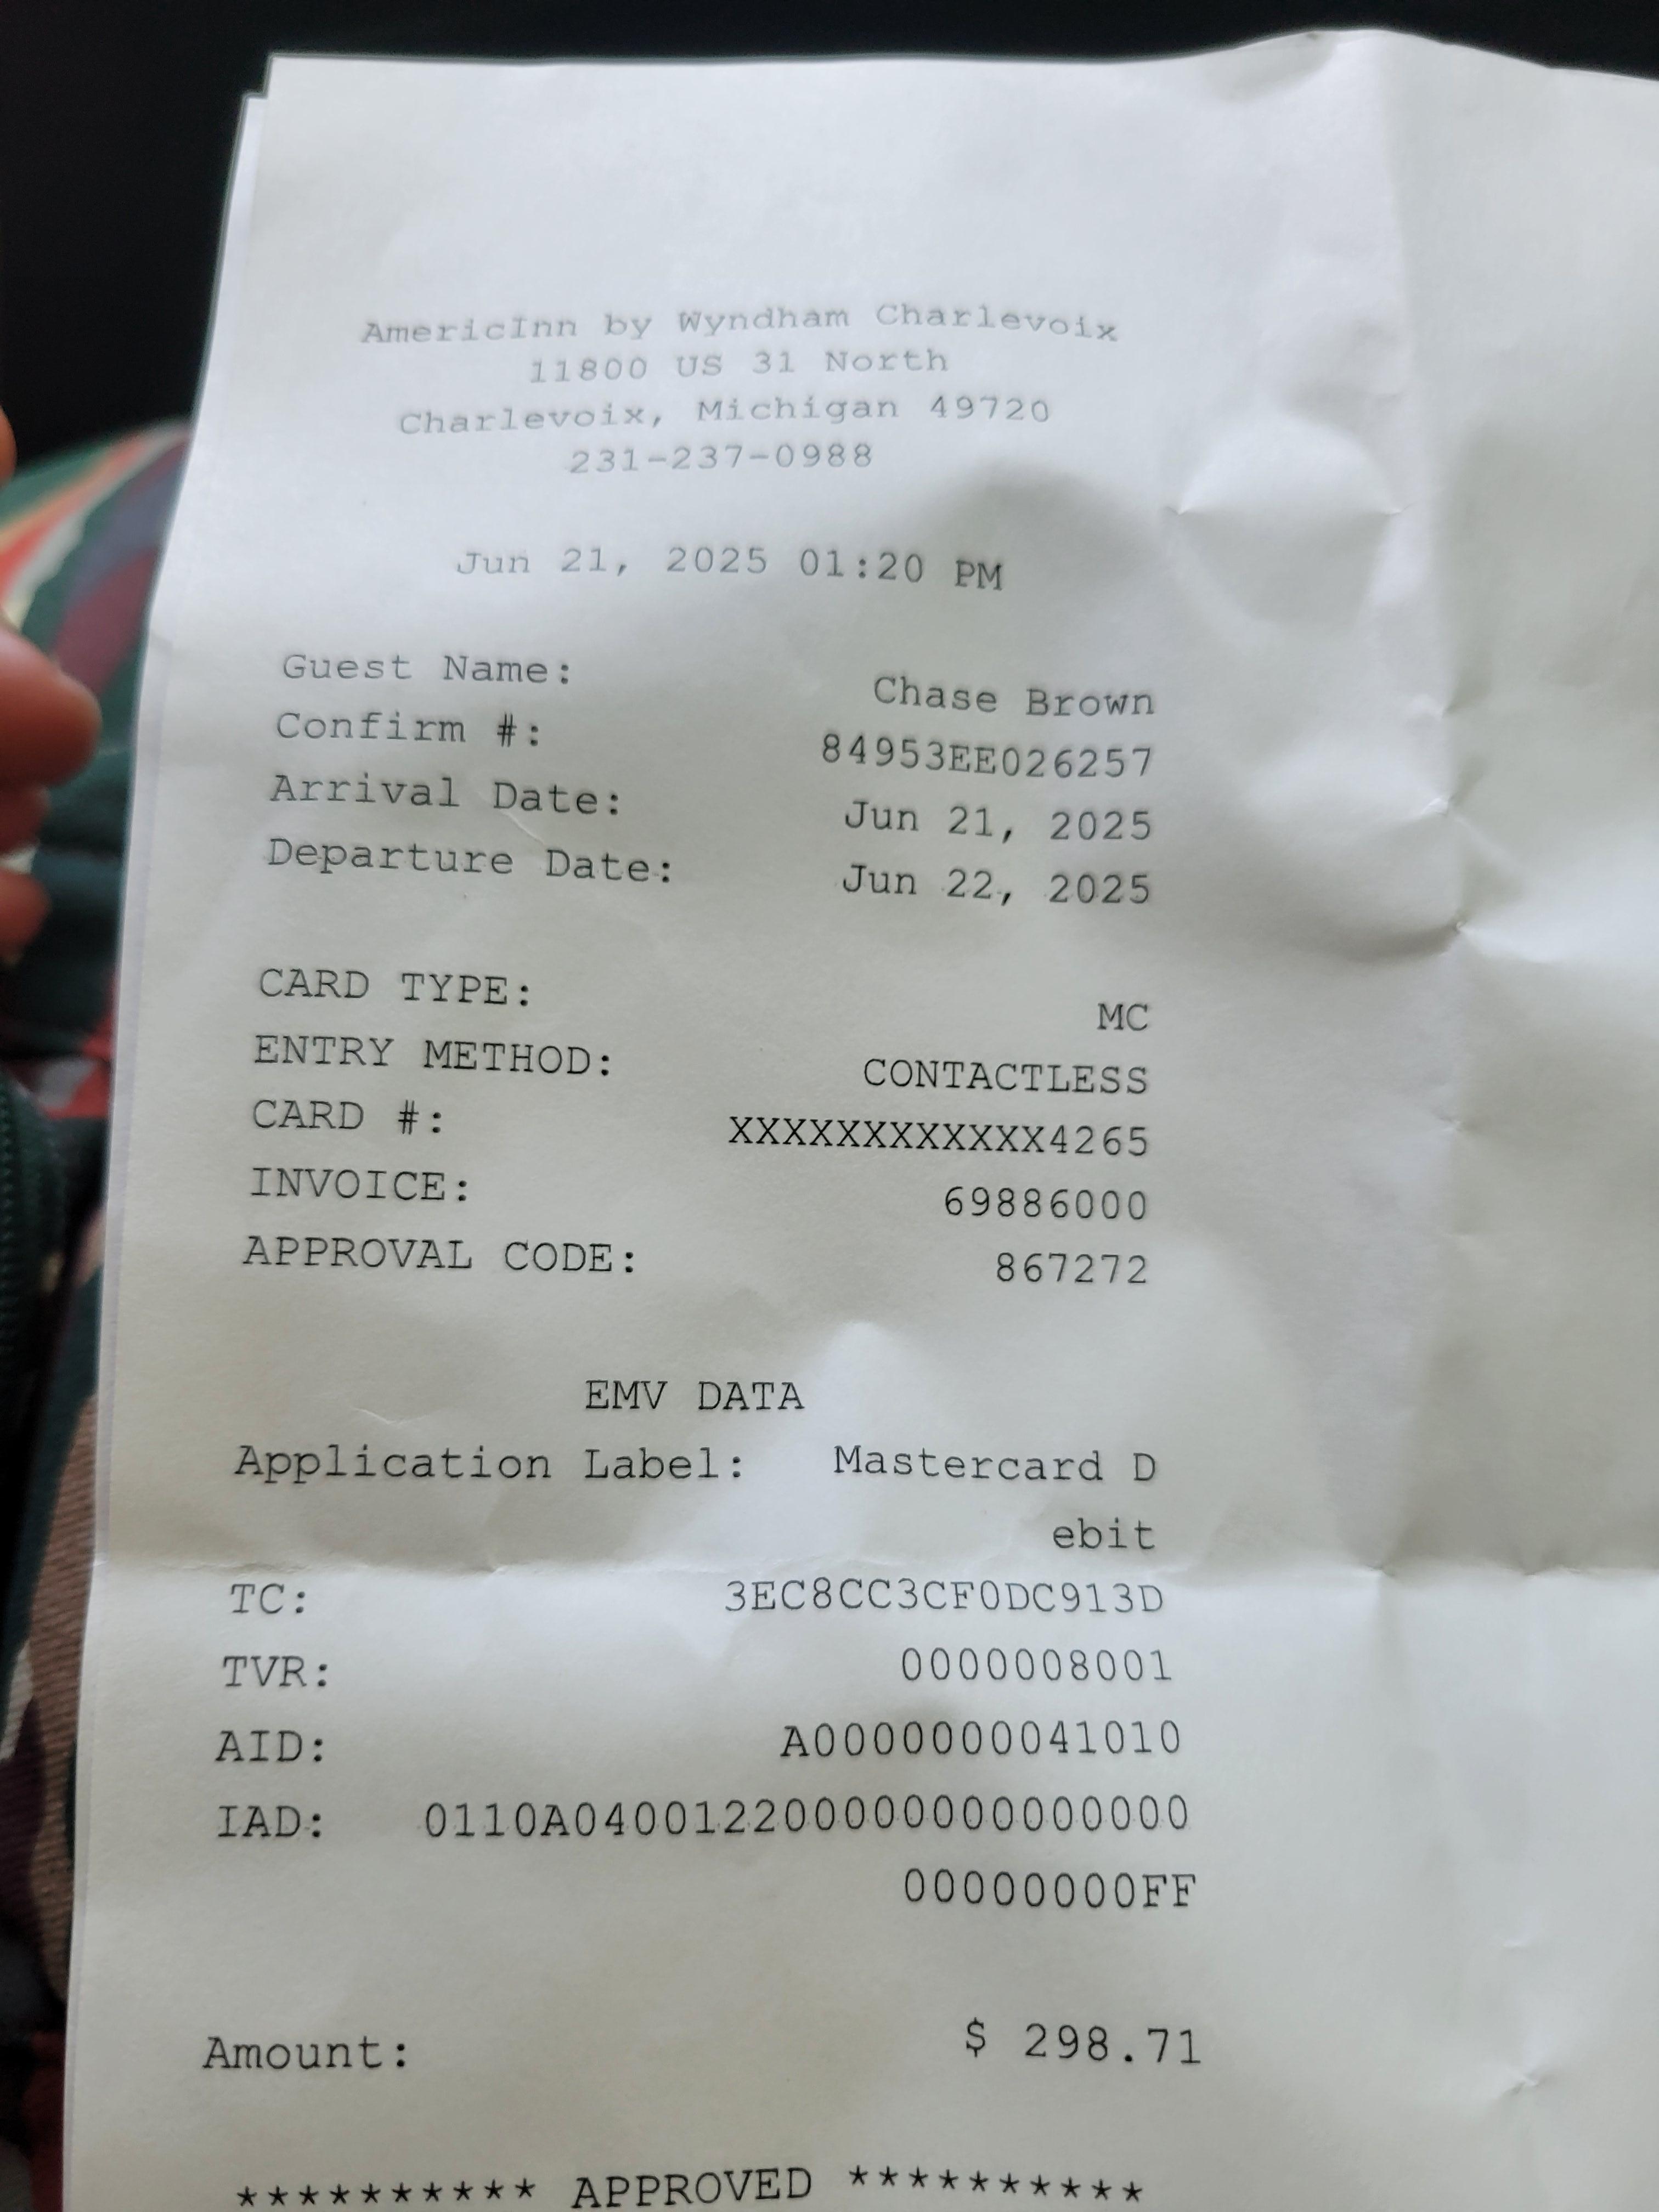 AmericInn by Wyndham Charlevoix
11800 US 31 North
Charlevoix, Michigan 49720
231-237-0988
Jun 21, 2025 01:20 PM
Guest Name: Chase Brown
Confirm #: 84953EE026257
Arrival Date: Jun 21, 2025
Departure Date: Jun 22, 2025
CARD TYPE: MC
ENTRY METHOD: CONTACTLESS
CARD #: XXXXXXXXXXXX4265
INVOICE: 69886000
APPROVAL CODE: 867272
EMV DATA
Application Label: Mastercard D
ebit
TC: 3EC8CC3CF0DC913D
TVR: 0000008001
AID: A0000000041010
IAD: 0110A04001220000000000000000
00000000FF
Amount: $ 298.71
********** APPROVED **********